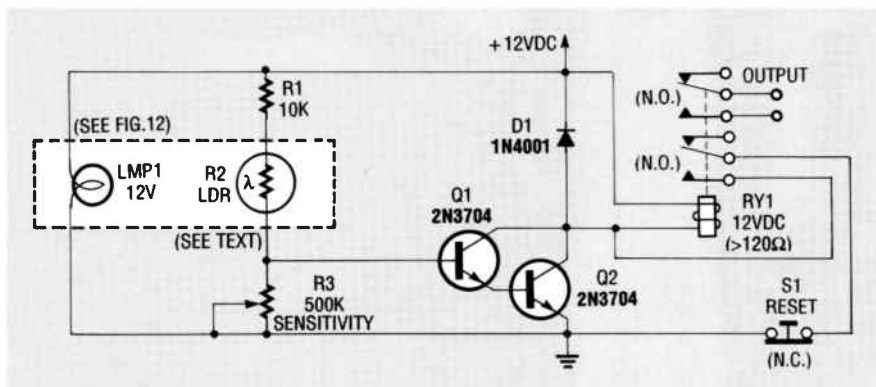 +12VDC
R1
10K
OUTPUT
(N.O.)
(SEE FIG.12)
D1
1N4001
(N.O.)
LMP1
12V
R2
LDR
λ
Q1
2N3704
RY1
12VDC
(>120Ω)
(SEE TEXT)
R3
500K
SENSITIVITY
Q2
2N3704
S1
RESET
(N.C.)